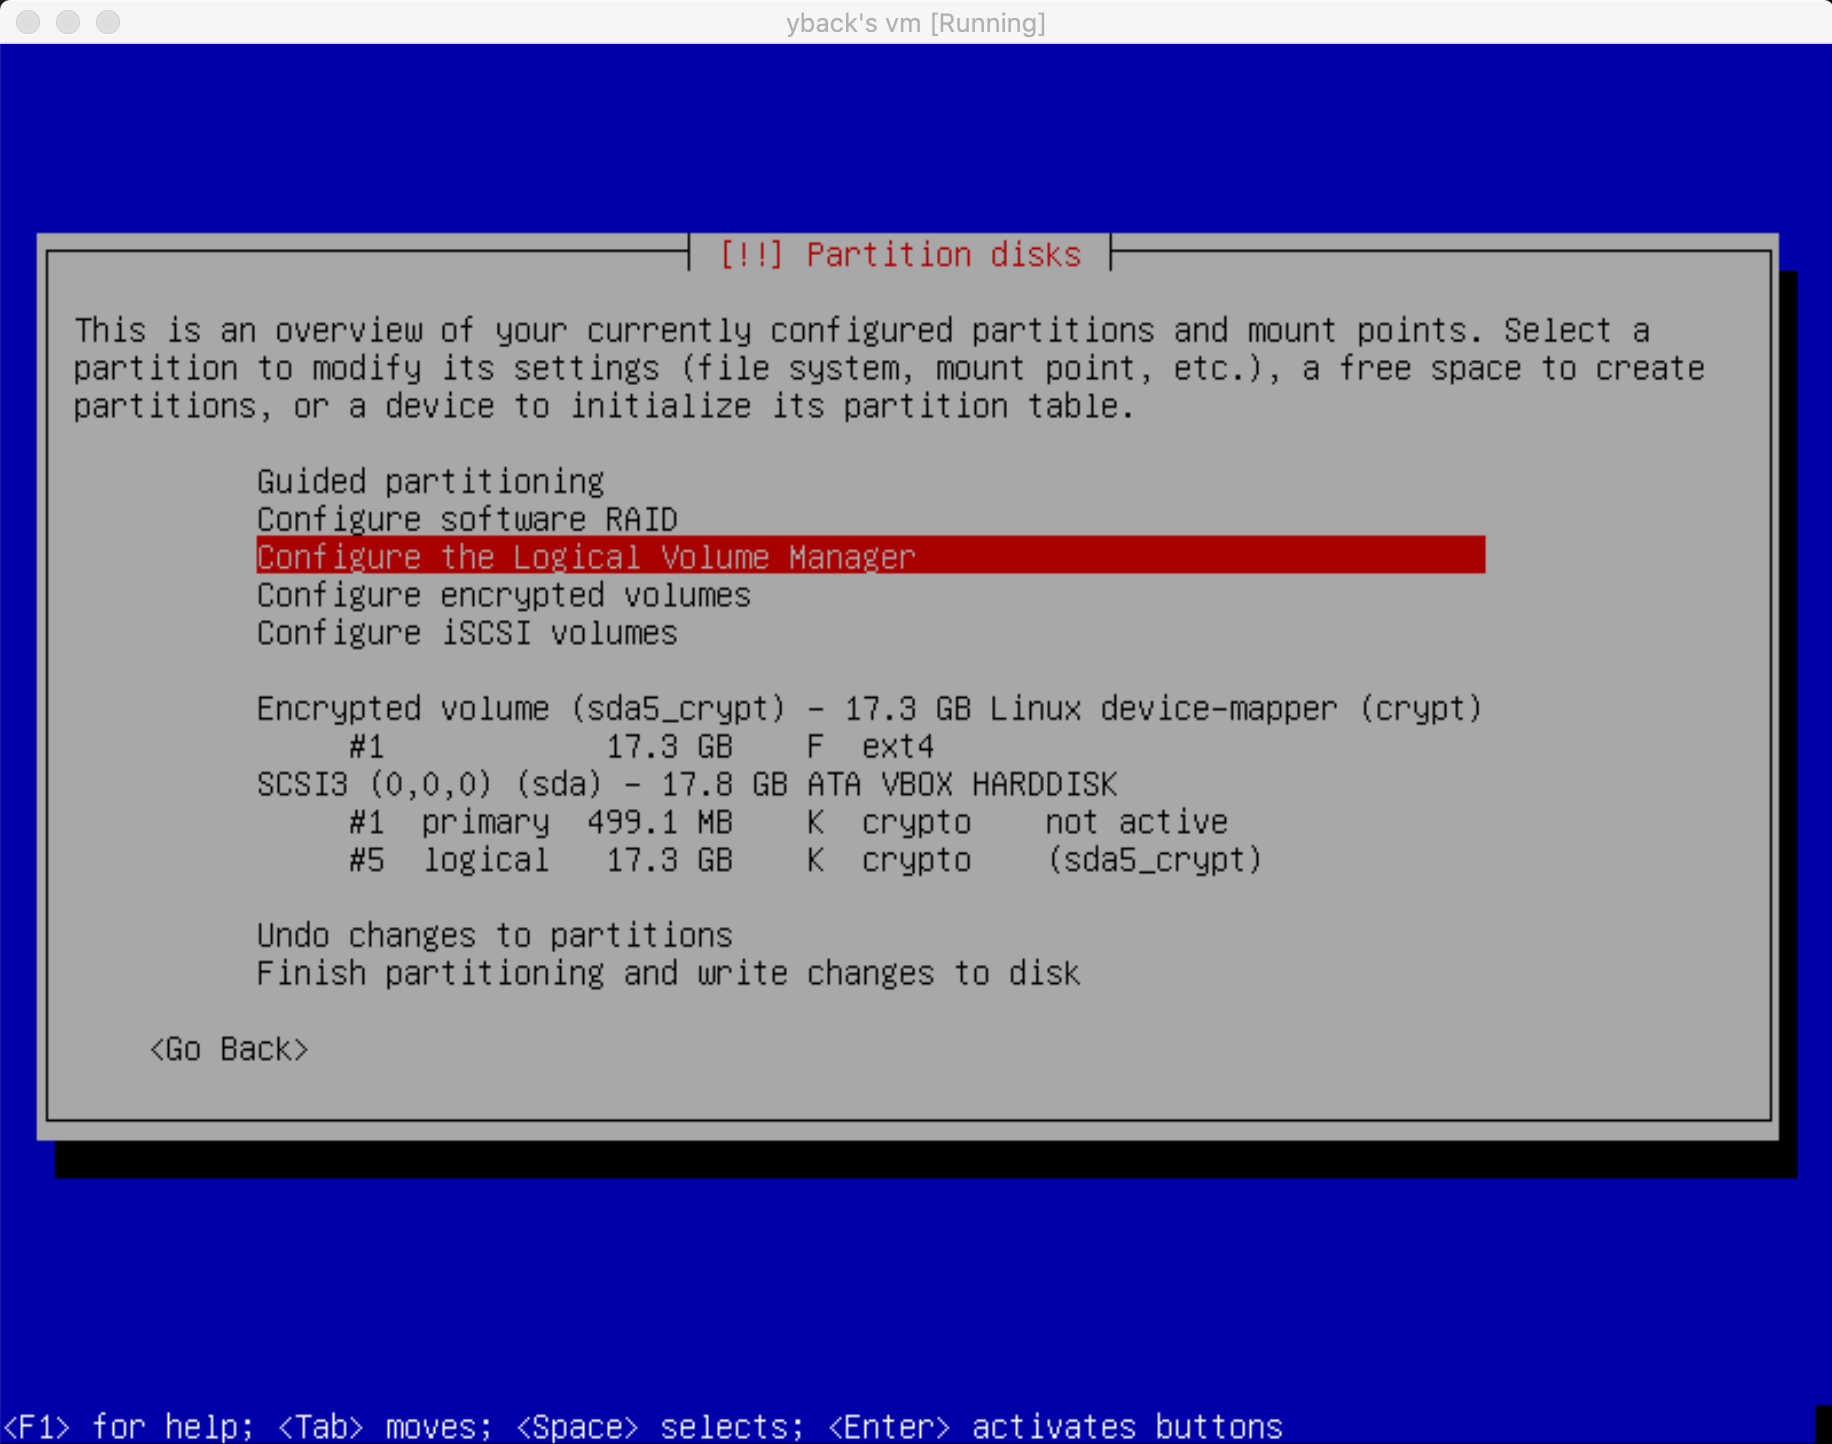 yback's vm [Running]
[!!] Partition disks
This is an overview of your currently configured partitions and mount points. Select a
partition to modify its settings (file system, mount point, etc.), a free space to create
partitions, or a device to initialize its partition table.
Guided partitioning
Configure software RAID
Configure the Logical Volume Manager
Configure encrypted volumes
Configure iSCSI volumes
Encrypted volume (sda5_crypt) - 17.3 GB Linux device-mapper (crypt)
#1 17.3 GB F ext4
SCSI3 (0,0,0) (sda) - 17.8 GB ATA VBOX HARDDISK
#1 primary 499.1 MB K crypto not active
#5 logical 17.3 GB K crypto (sda5_crypt)
Undo changes to partitions
Finish partitioning and write changes to disk
<Go Back>
<F1> for help; <Tab> moves; <Space> selects; <Enter> activates buttons